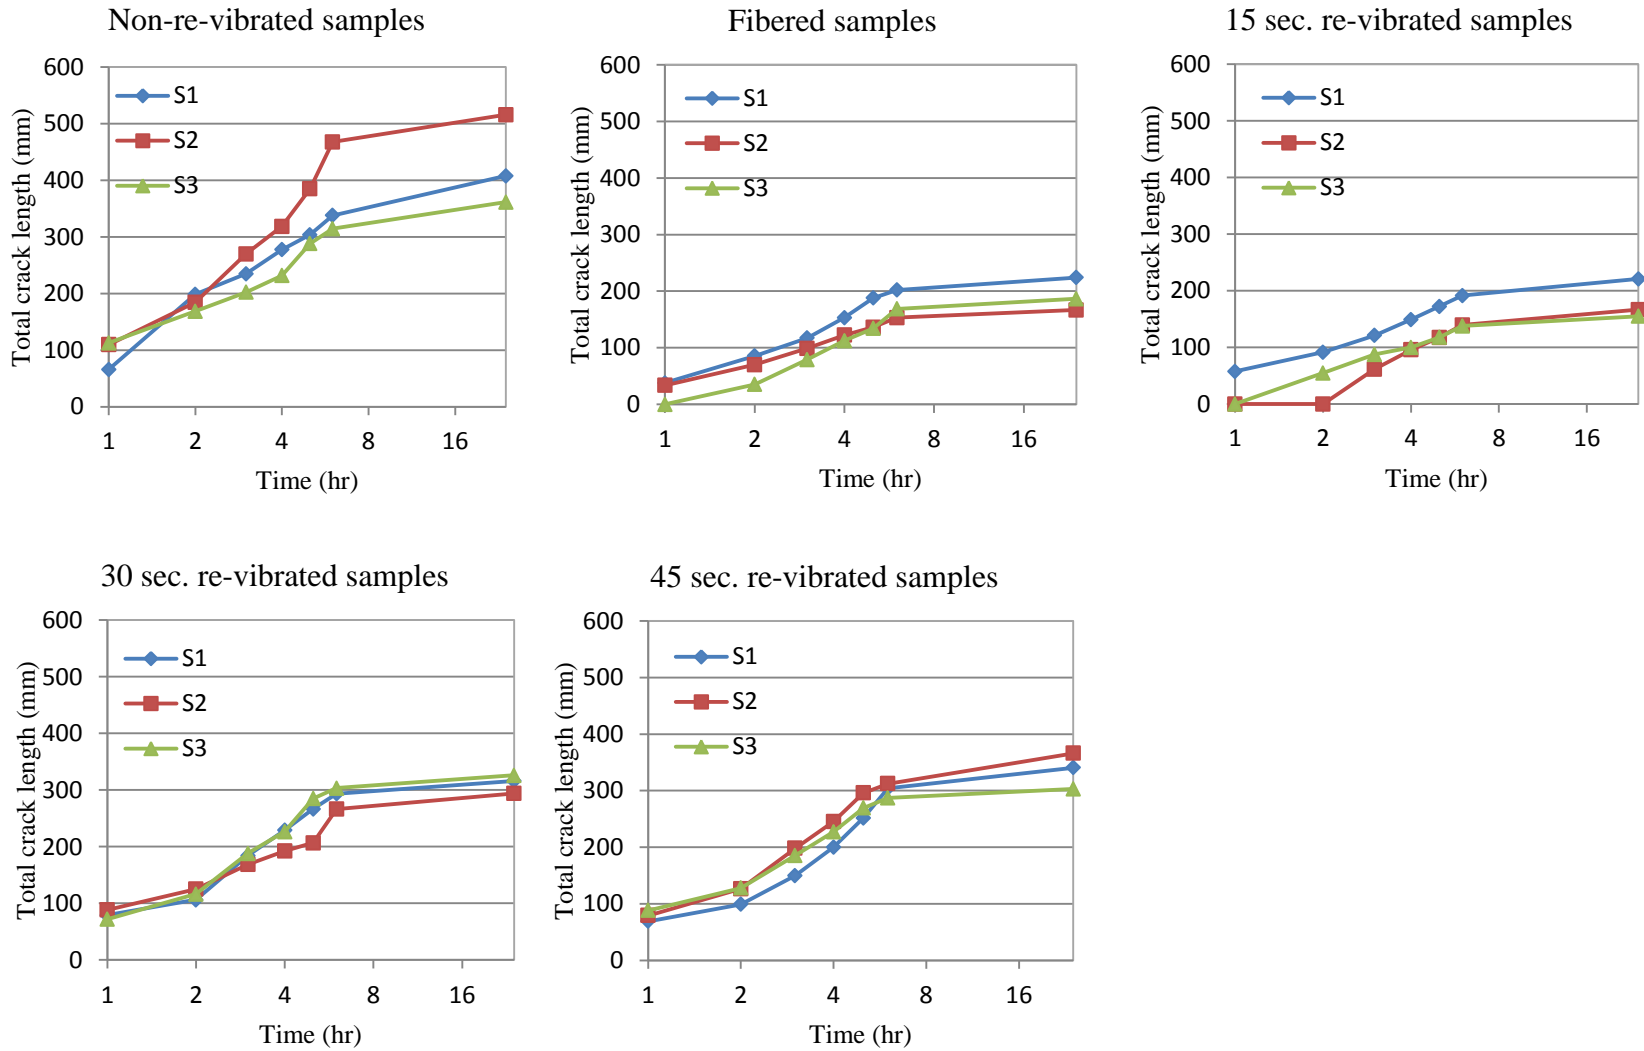 Non-re-vibrated samples
600
500
400
300
200
100
0
S1
S2
S3
1 2 4 8 16
Total crack length (mm)
Time (hr)
Fibered samples
600
500
400
300
200
100
0
S1
S2
S3
1 2 4 8 16
Total crack length (mm)
Time (hr)
15 sec. re-vibrated samples
600
500
400
300
200
100
0
S1
S2
S3
1 2 4 8 16
Total crack length (mm)
Time (hr)
30 sec. re-vibrated samples
600
500
400
300
200
100
0
S1
S2
S3
1 2 4 8 16
Total crack length (mm)
Time (hr)
45 sec. re-vibrated samples
600
500
400
300
200
100
0
S1
S2
S3
1 2 4 8 16
Total crack length (mm)
Time (hr)